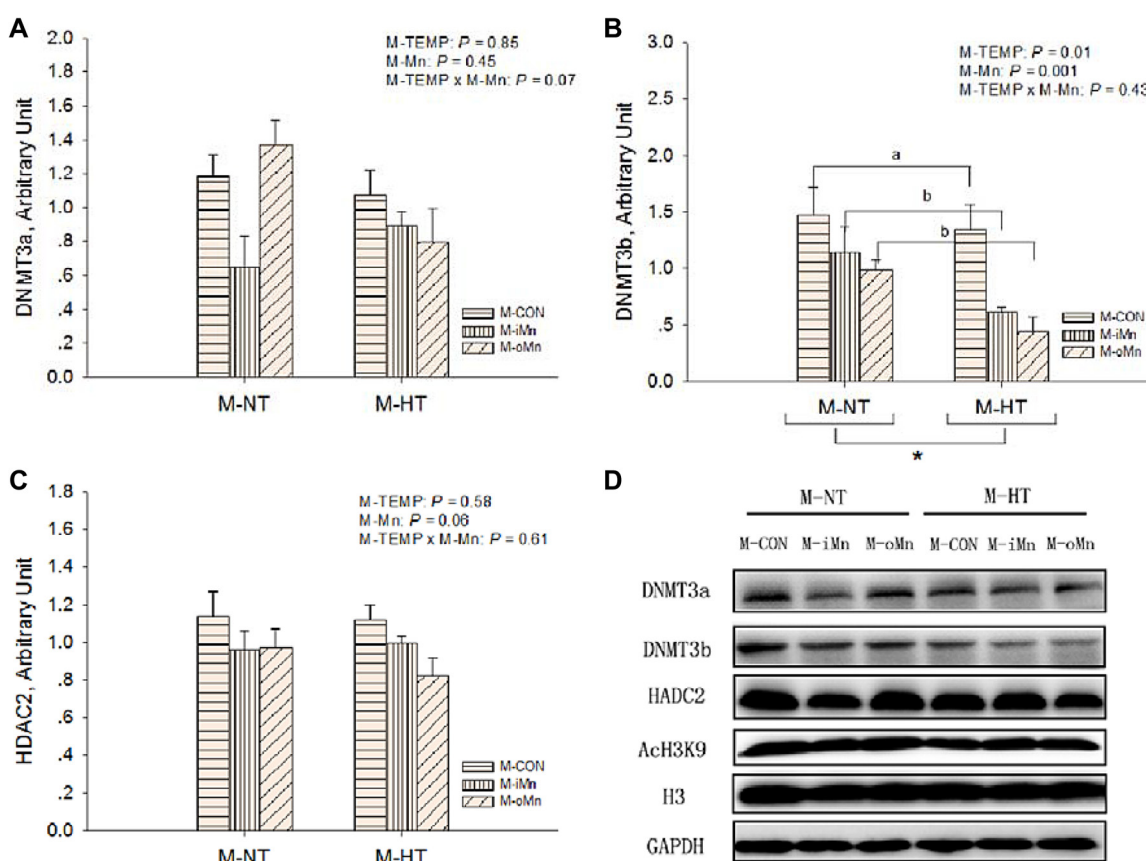 A
DNMT3a, Arbitrary Unit
2.0
1.8
1.6
1.4
1.2
1.0
.8
.6
.4
.2
0.0
M-TEMP: P = 0.85
M-Mn: P = 0.45
M-TEMP x M-Mn: P = 0.07
M-CON
M-iMn
M-oMn
M-NT M-HT
B
DNMT3b, Arbitrary Unit
3.0
2.5
2.0
1.5
1.0
.5
0.0
M-TEMP: P = 0.01
M-Mn: P = 0.001
M-TEMP x M-Mn: P = 0.43
a
b
b
M-CON
M-iMn
M-oMn
M-NT M-HT
*
C
HDAC2, Arbitrary Unit
1.8
1.6
1.4
1.2
1.0
.8
.6
.4
.2
0.0
M-TEMP: P = 0.58
M-Mn: P = 0.06
M-TEMP x M-Mn: P = 0.61
M-CON
M-iMn
M-oMn
M-NT M-HT
D
M-NT M-HT
M-CON M-iMn M-oMn M-CON M-iMn M-oMn
DNMT3a
DNMT3b
HADC2
AcH3K9
H3
GAPDH